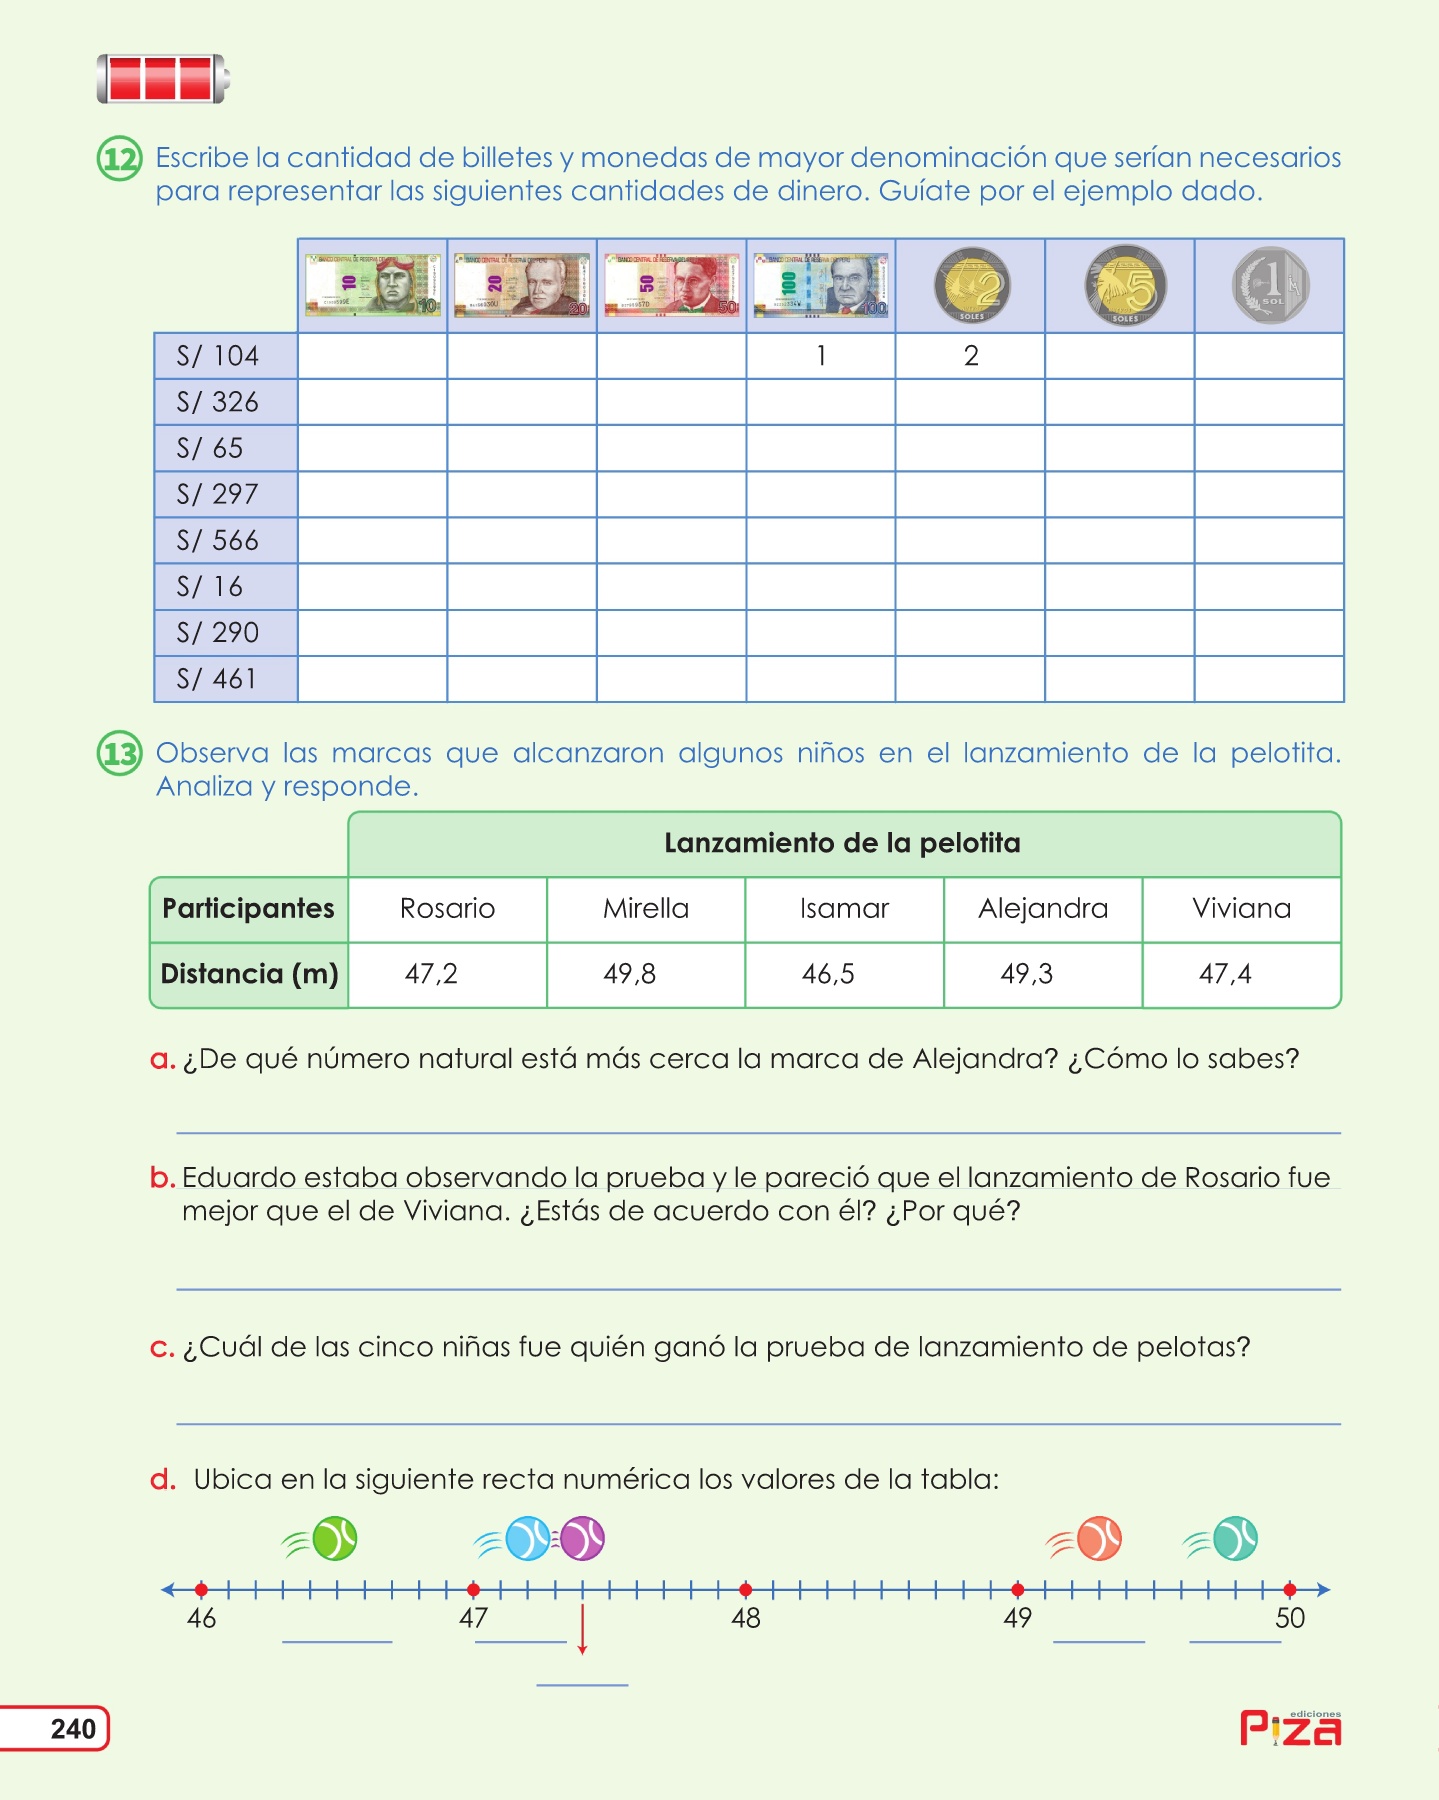 12 Escribe la cantidad de billetes y monedas de mayor denominación que serían necesarios
para representar las siguientes cantidades de dinero. Guíate por el ejemplo dado.
10 20 50 100 2 SOLES 5 SOLES 1 SOL
S/ 104 1 2
S/ 326
S/ 65
S/ 297
S/ 566
S/ 16
S/ 290
S/ 461
13 Observa las marcas que alcanzaron algunos niños en el lanzamiento de la pelotita.
Analiza y responde.
Lanzamiento de la pelotita
Participantes Rosario Mirella Isamar Alejandra Viviana
Distancia (m) 47,2 49,8 46,5 49,3 47,4
a. ¿De qué número natural está más cerca la marca de Alejandra? ¿Cómo lo sabes?
b. Eduardo estaba observando la prueba y le pareció que el lanzamiento de Rosario fue
mejor que el de Viviana. ¿Estás de acuerdo con él? ¿Por qué?
c. ¿Cuál de las cinco niñas fue quién ganó la prueba de lanzamiento de pelotas?
d. Ubica en la siguiente recta numérica los valores de la tabla:
46 47 48 49 50
240
ediciones
Piza